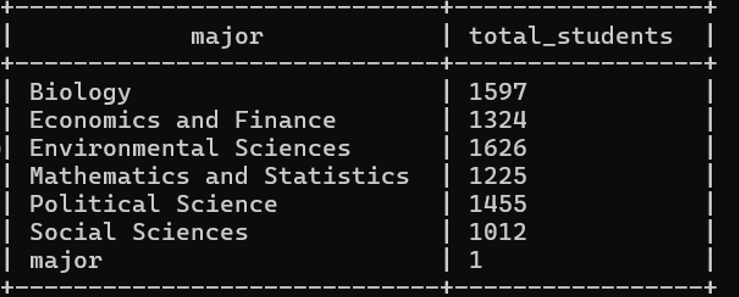 major total_students
Biology 1597
Economics and Finance 1324
Environmental Sciences 1626
Mathematics and Statistics 1225
Political Science 1455
Social Sciences 1012
major 1